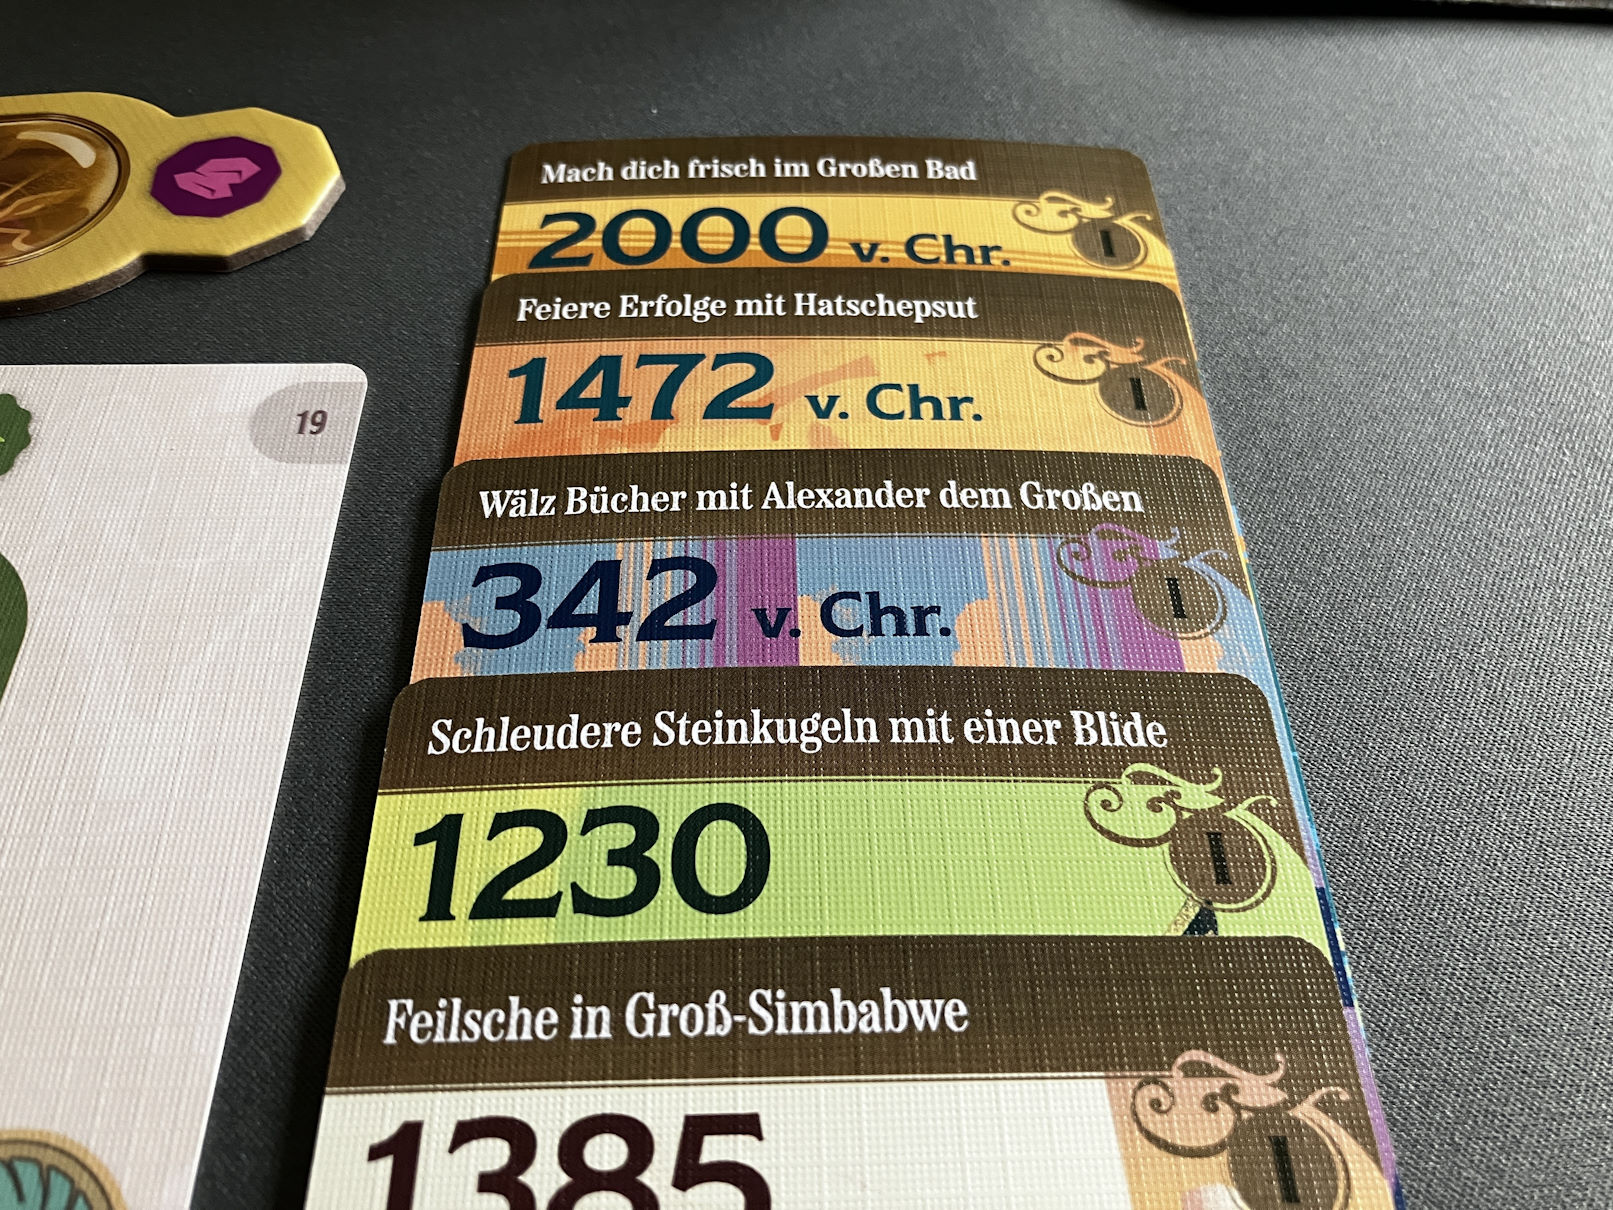 Mach dich frisch im Großen Bad
2000 v. Chr.
I
Feiere Erfolge mit Hatschepsut
1472 v. Chr.
I
19
Wälz Bücher mit Alexander dem Großen
342 v. Chr.
I
Schleudere Steinkugeln mit einer Blide
1230
I
Feilsche in Groß-Simbabwe
1385
I